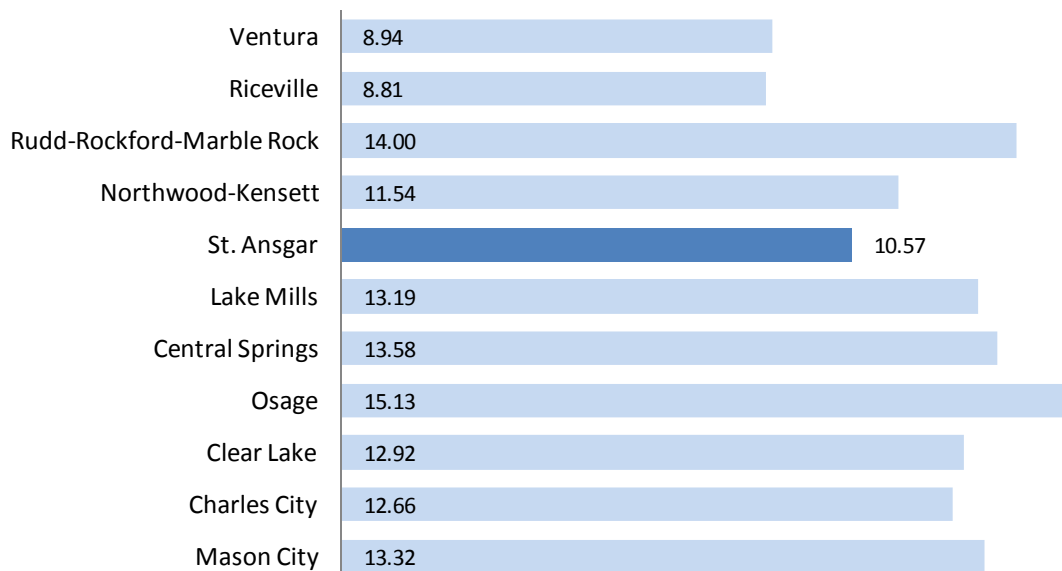 Ventura 8.94
Riceville 8.81
Rudd-Rockford-Marble Rock 14.00
Northwood-Kensett 11.54
St. Ansgar 10.57
Lake Mills 13.19
Central Springs 13.58
Osage 15.13
Clear Lake 12.92
Charles City 12.66
Mason City 13.32